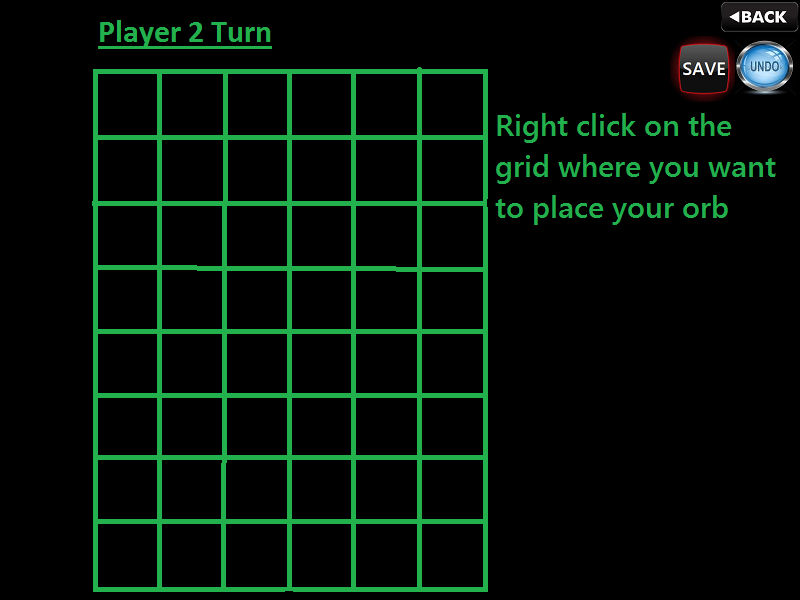 Player 2 Turn
◄BACK
SAVE
UNDO
Right click on the
grid where you want
to place your orb